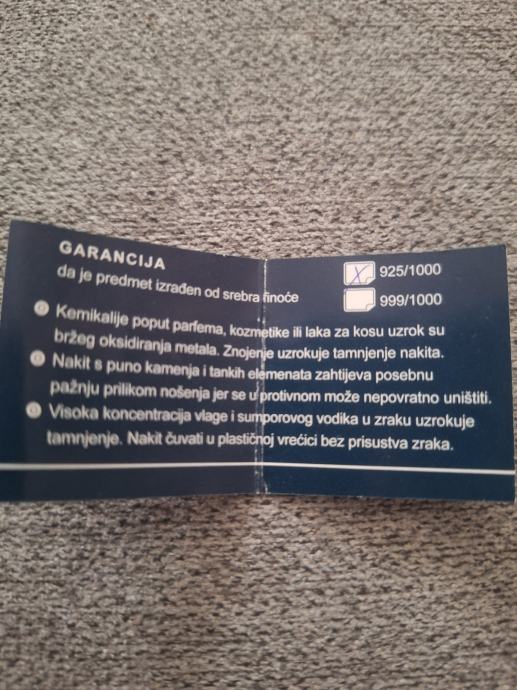 GARANCIJA
da je predmet izrađen od srebra finoće
X 925/1000
999/1000
Kemikalije poput parfema, kozmetike ili laka za kosu uzrok su
bržeg oksidiranja metala. Znojenje uzrokuje tamnjenje nakita.
Nakit s puno kamenja i tankih elemenata zahtijeva posebnu
pažnju prilikom nošenja jer se u protivnom može nepovratno uništiti.
Visoka koncentracija vlage i sumporovog vodika u zraku uzrokuje
tamnjenje. Nakit čuvati u plastičnoj vrećici bez prisustva zraka.